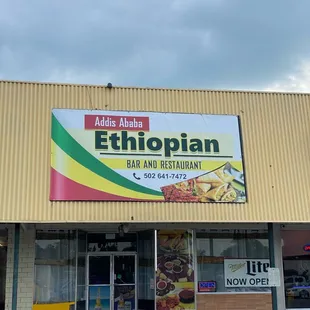 Addis Ababa
Ethiopian
BAR AND RESTAURANT
502 641-7472
Lite
NOW OPEN